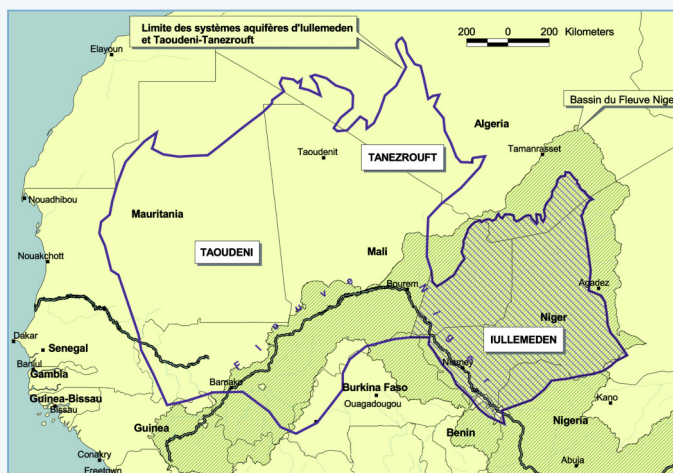 Limite des systèmes aquifères d'Iullemeden
et Taoudeni-Tanezrouft
200 0 200 Kilometers
Elayoun
Bassin du Fleuve Nige
Algeria
Tamanrasset
Taoudenit
TANEZROUFT
Nouadhibou
Mauritania
TAOUDENI
Mali
Nouakchott
Bourem
Agadez
Fleuve Niger
Niger
IULLEMEDEN
Dakar
Senegal
Banjul
Gambia
Niamey
Bamako
Burkina Faso
Ouagadougou
Kano
Guinea-Bissau
Bissau
Guinea
Benin
Nigeria
Conakry
Freetown
Abuja